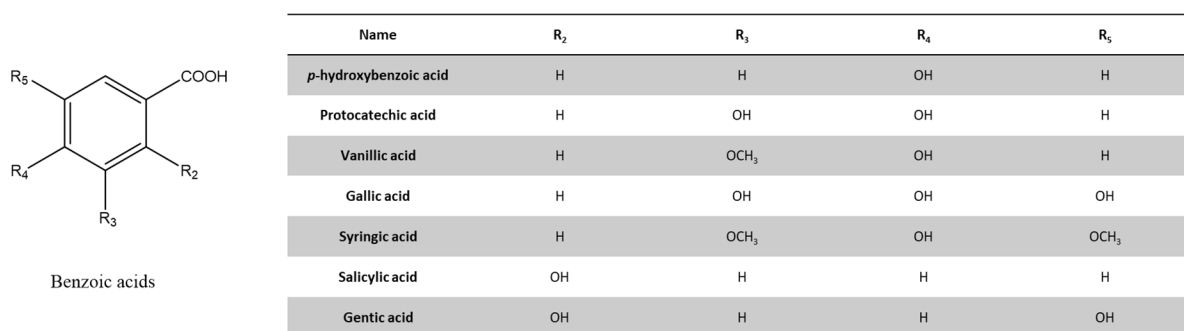 R₅
COOH
R₄
R₂
R₃
Benzoic acids
Name R₂ R₃ R₄ R₅
p-hydroxybenzoic acid H H OH H
Protocatechic acid H OH OH H
Vanillic acid H OCH₃ OH H
Gallic acid H OH OH OH
Syringic acid H OCH₃ OH OCH₃
Salicylic acid OH H H H
Gentic acid OH H H OH